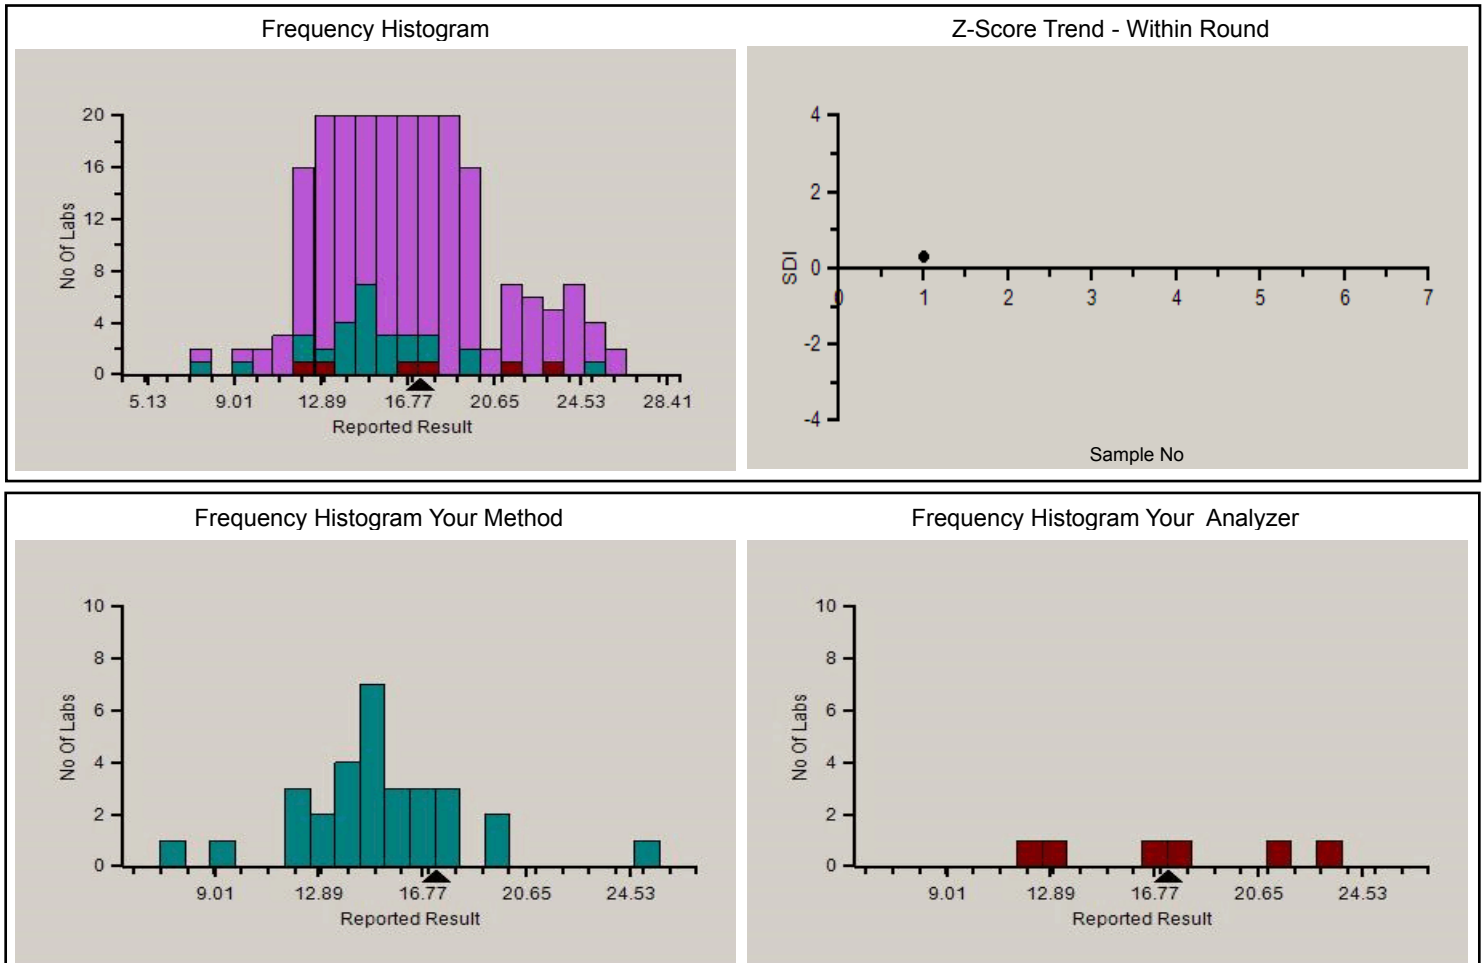 Frequency Histogram
20
16
12
8
4
0
No Of Labs
5.13 9.01 12.89 16.77 20.65 24.53 28.41
Reported Result
Z-Score Trend - Within Round
4
2
0
-2
-4
SDI
0 1 2 3 4 5 6 7
Sample No
Frequency Histogram Your Method
10
8
6
4
2
0
No Of Labs
9.01 12.89 16.77 20.65 24.53
Reported Result
Frequency Histogram Your Analyzer
10
8
6
4
2
0
No Of Labs
9.01 12.89 16.77 20.65 24.53
Reported Result